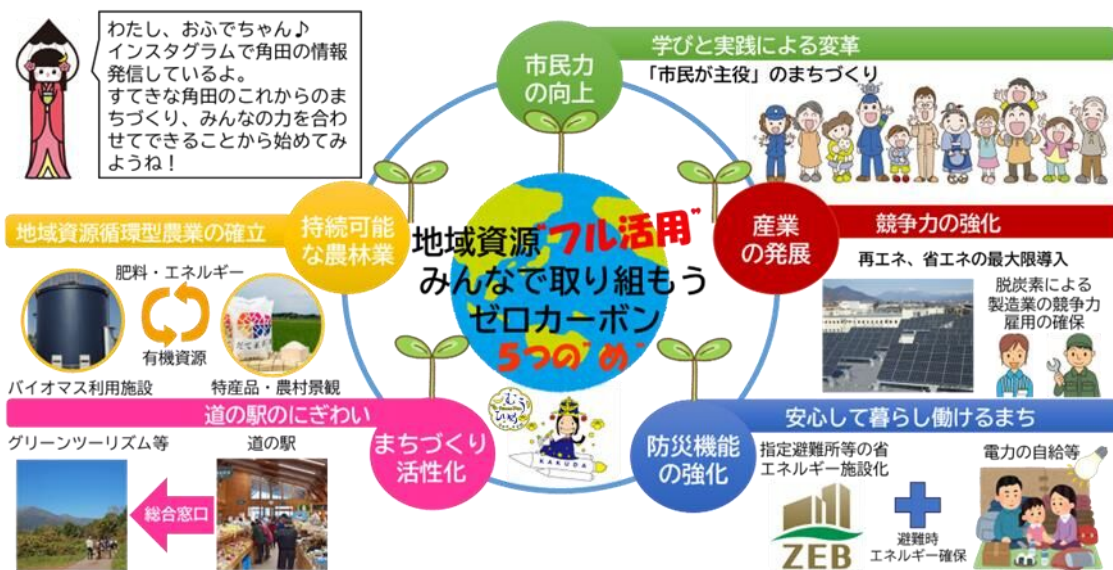 わたし、おふでちゃん♪
インスタグラムで角田の情報
発信しているよ。
すてきな角田のこれからのま
ちづくり、みんなの力を合わ
せてできることから始めてみ
ようね！
市民力
の向上
学びと実践による変革
「市民が主役」のまちづくり
地域資源循環型農業の確立
持続可能
な農林業
肥料・エネルギー
有機資源
バイオマス利用施設
特産品・農村景観
地域資源"フル活用"
みんなで取り組もう
ゼロカーボン
5つの"め"
産業
の発展
競争力の強化
再エネ、省エネの最大限導入
脱炭素による
製造業の競争力
雇用の確保
道の駅のにぎわい
まちづくり
活性化
グリーンツーリズム等
道の駅
総合窓口
KAKUDA
防災機能
の強化
安心して暮らし働けるまち
指定避難所等の省
エネルギー施設化
ZEB
避難時
エネルギー確保
電力の自給等